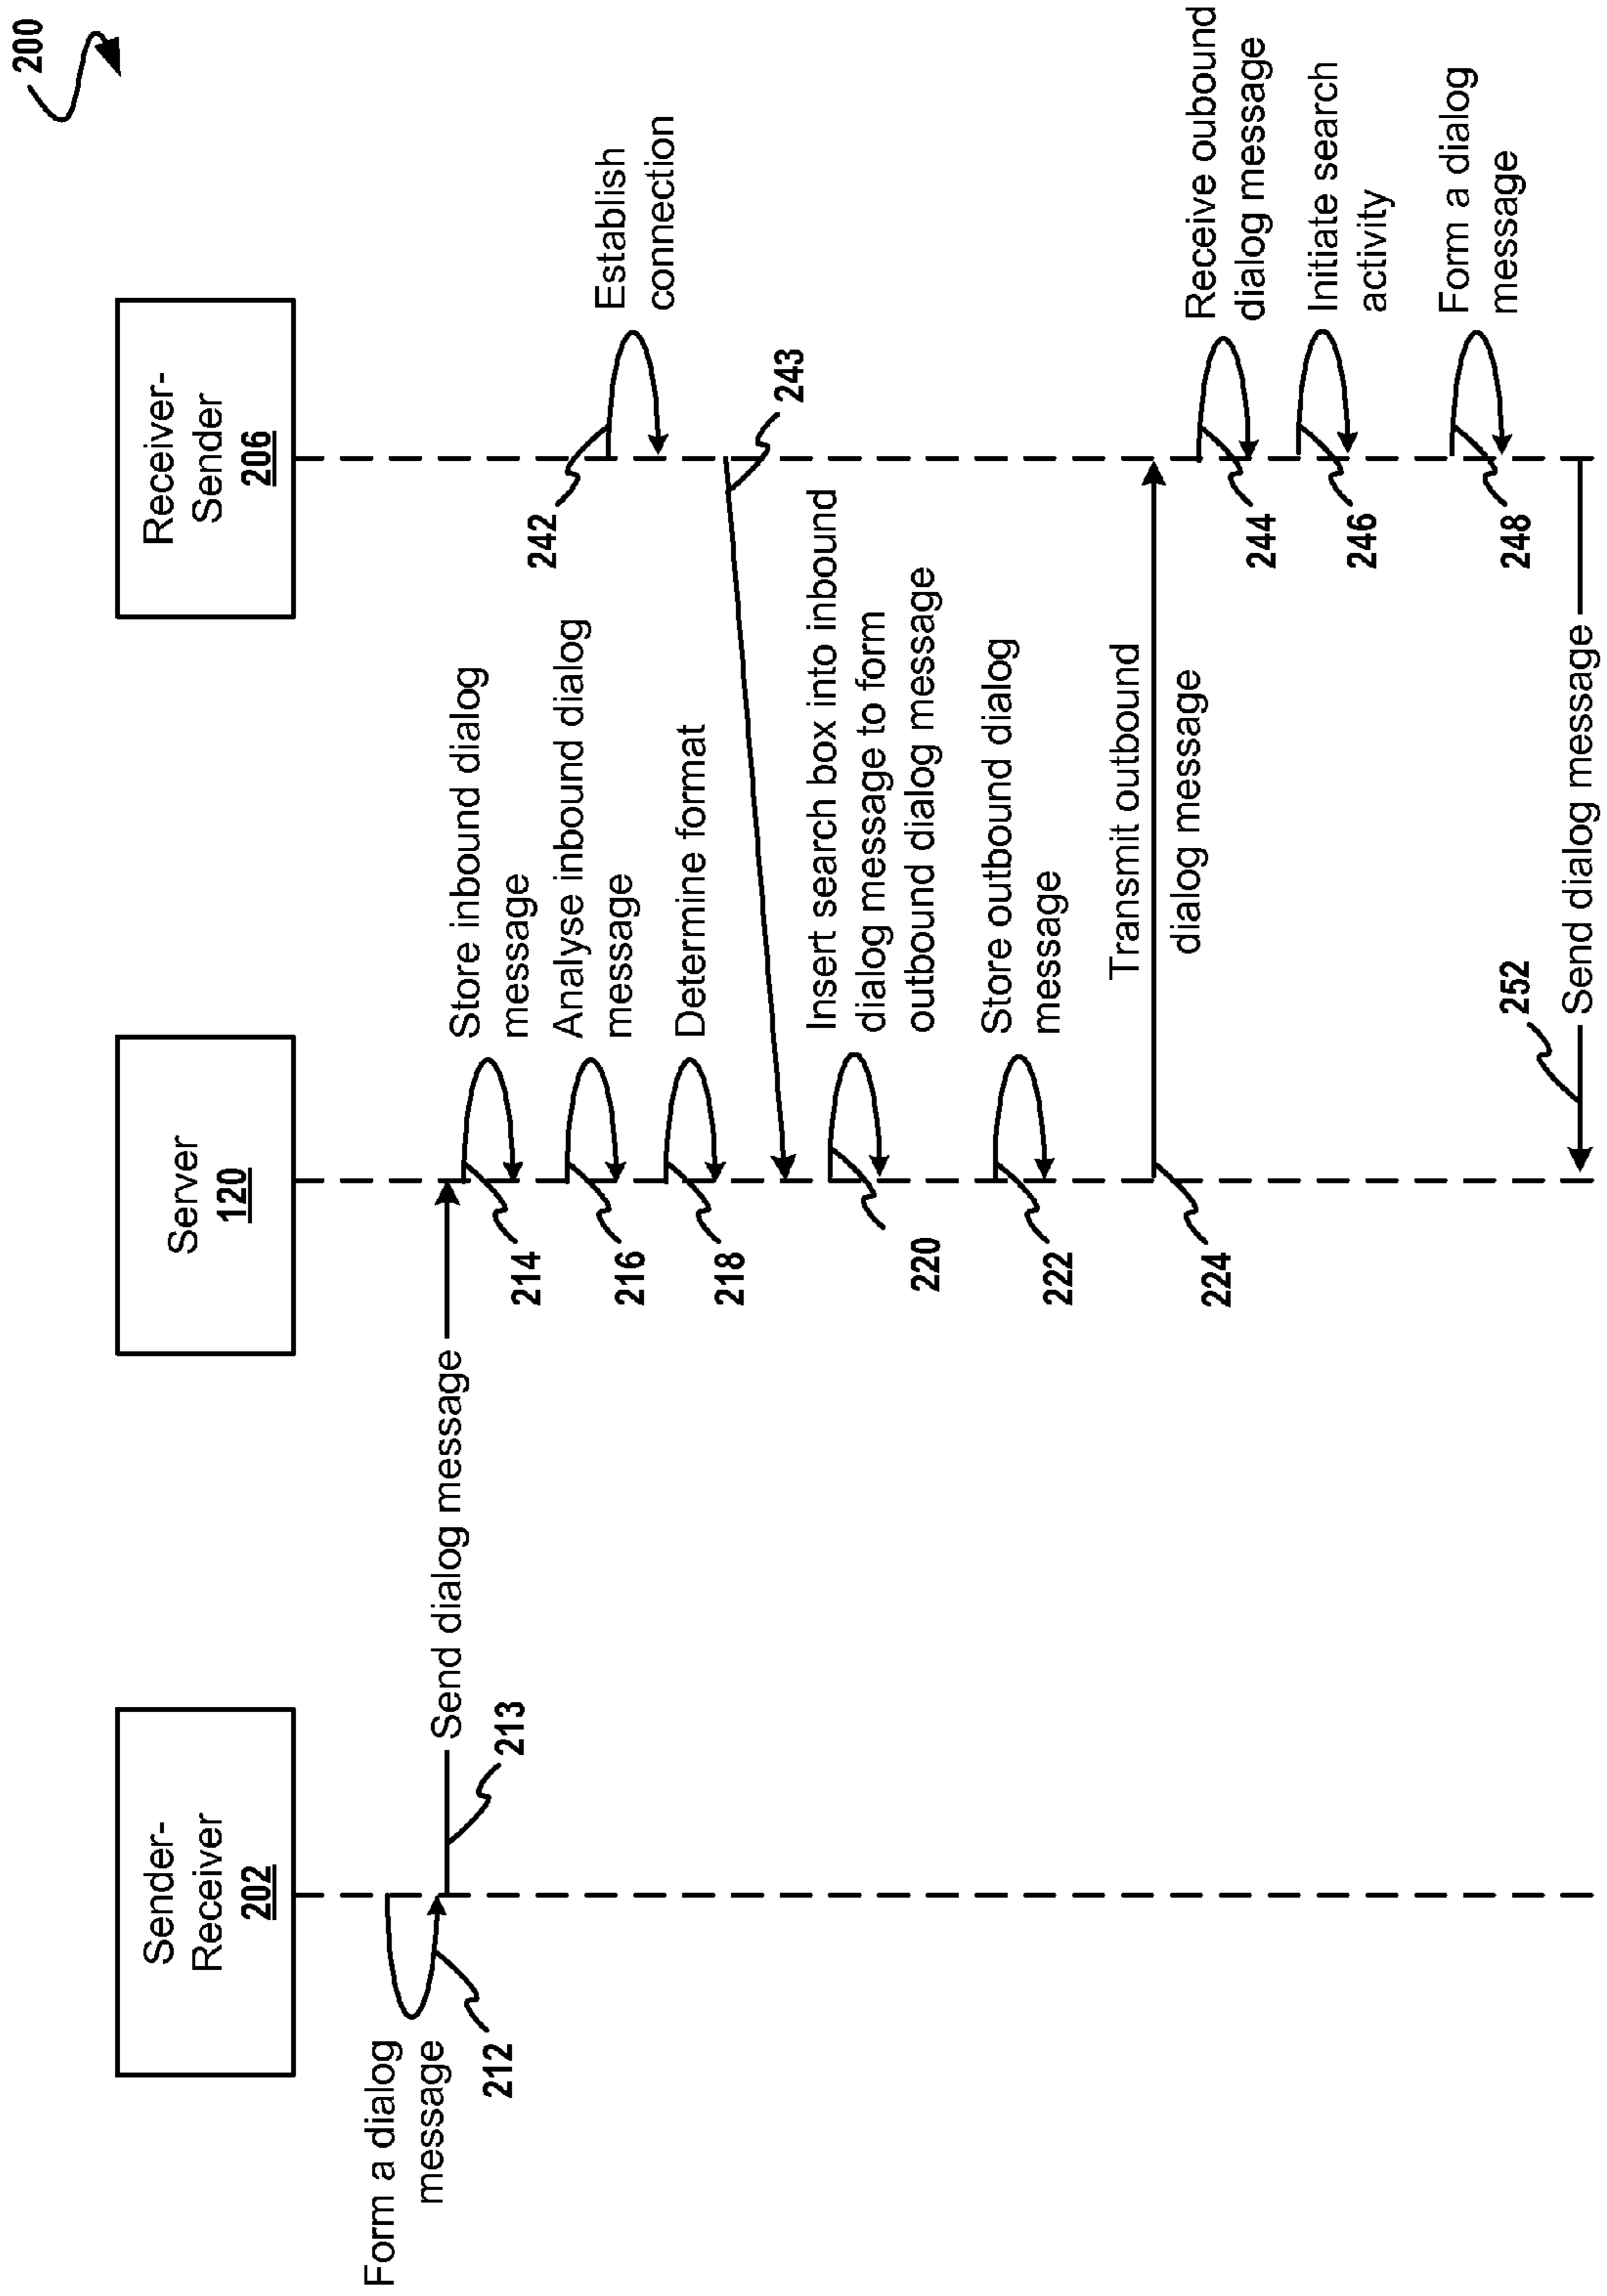 200
Sender-
Receiver
202
Server
120
Receiver-
Sender
206
Form a dialog
message
212
Send dialog message
213
Store inbound dialog
message
214
Analyse inbound dialog
message
216
Determine format
218
Establish
connection
242
243
Insert search box into inbound
dialog message to form
outbound dialog message
220
Store outbound dialog
message
222
Transmit outbound
dialog message
224
Receive oubound
dialog message
244
Initiate search
activity
246
Form a dialog
message
248
Send dialog message
252